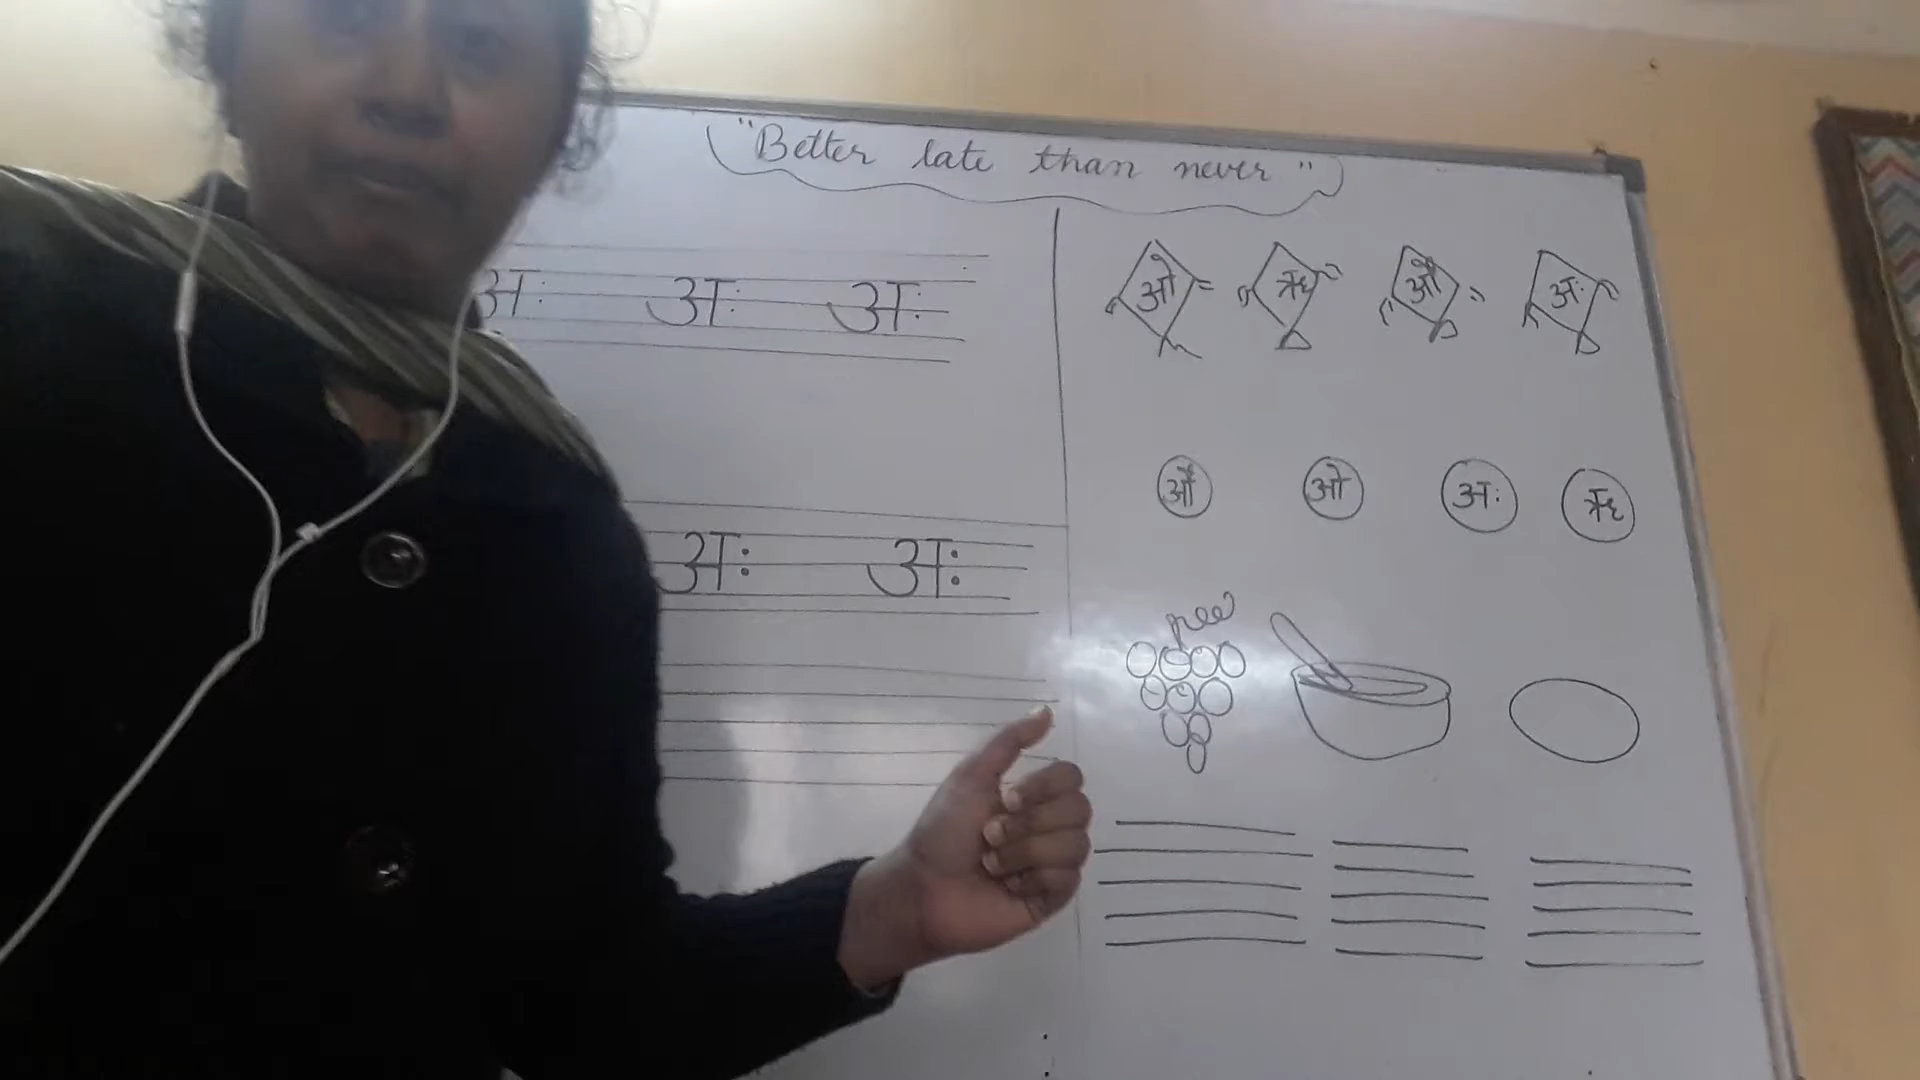 "Better late than never"
अ: अ: अ:
ओ ऋ औ अ:
औ ओ अ: ऋ
अ: अ: